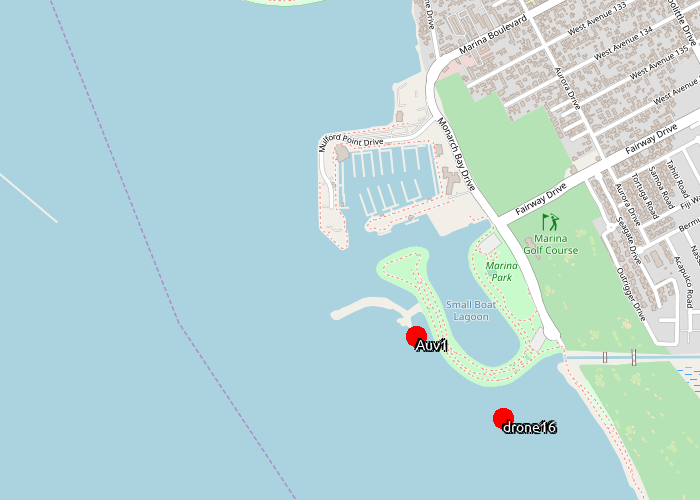 Marina Boulevard
West Avenue 133
West Avenue 134
West Avenue 135
Aurora Drive
Mulford Point Drive
Monarch Bay Drive
Fairway Drive
Fairway Drive
Tahiti Road
Samoa Road
Tortuga Road
Aurora Drive
Seagate Drive
Outrigger Drive
Acapulco Road
Marina
Golf Course
Marina
Park
Small Boat
Lagoon
Auv1
drone16